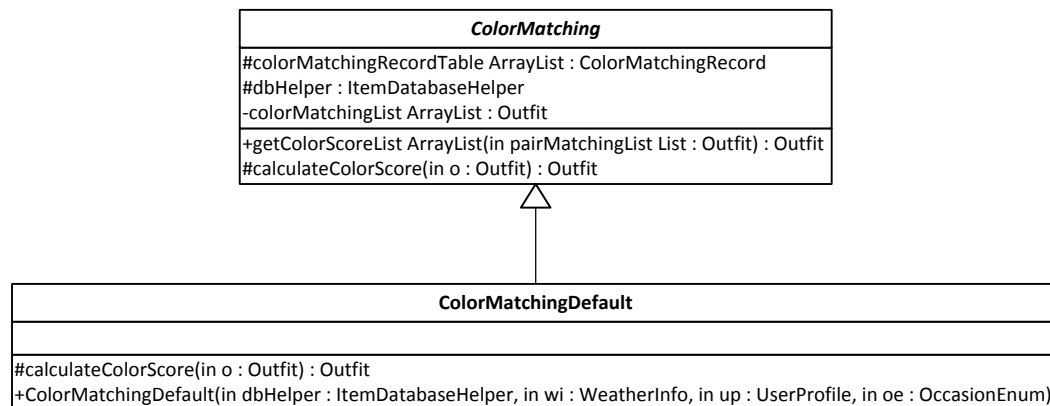 ColorMatching
#colorMatchingRecordTable ArrayList : ColorMatchingRecord
#dbHelper : ItemDatabaseHelper
-colorMatchingList ArrayList : Outfit
+getColorScoreList ArrayList(in pairMatchingList List : Outfit) : Outfit
#calculateColorScore(in o : Outfit) : Outfit
ColorMatchingDefault
#calculateColorScore(in o : Outfit) : Outfit
+ColorMatchingDefault(in dbHelper : ItemDatabaseHelper, in wi : WeatherInfo, in up : UserProfile, in oe : OccasionEnum)